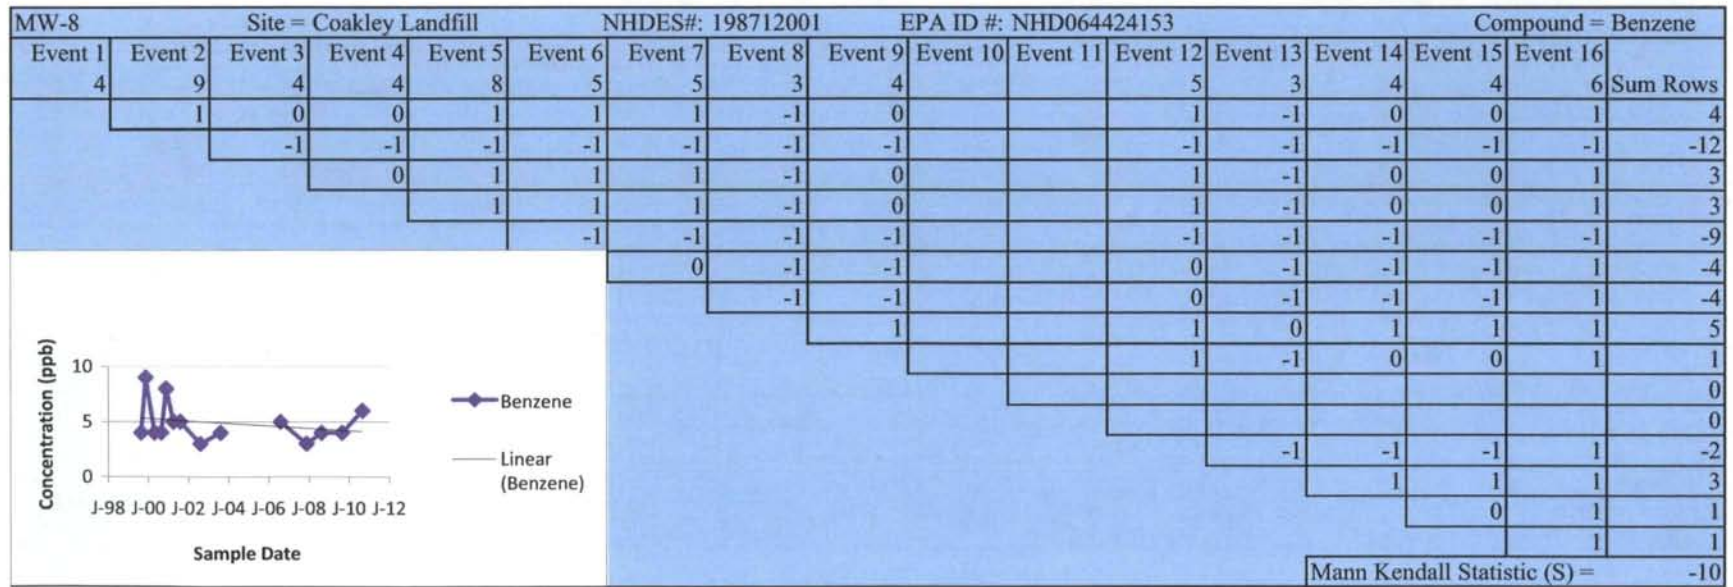 MW-8 Site = Coakley Landfill NHDES#: 198712001 EPA ID #: NHD064424153 Compound = Benzene
Event 1 Event 2 Event 3 Event 4 Event 5 Event 6 Event 7 Event 8 Event 9 Event 10 Event 11 Event 12 Event 13 Event 14 Event 15 Event 16
4 9 4 4 8 5 5 3 4 5 3 4 4 6 Sum Rows
1 0 0 1 1 1 -1 0 1 -1 0 0 1 4
-1 -1 -1 -1 -1 -1 -1 -1 -1 -1 -1 -1 -12
0 1 1 1 -1 0 1 -1 0 0 1 3
1 1 1 -1 0 1 -1 0 0 1 3
-1 -1 -1 -1 -1 -1 -1 -1 -1 -9
0 -1 -1 0 -1 -1 -1 1 -4
-1 -1 0 -1 -1 -1 1 -4
1 1 0 1 1 1 5
1 -1 0 0 1 1
0
0
-1 -1 -1 1 -2
1 1 1 3
0 1 1
1 1
Mann Kendall Statistic (S) = -10
Concentration (ppb)
10
5
0
J-98 J-00 J-02 J-04 J-06 J-08 J-10 J-12
Sample Date
Benzene
Linear
(Benzene)